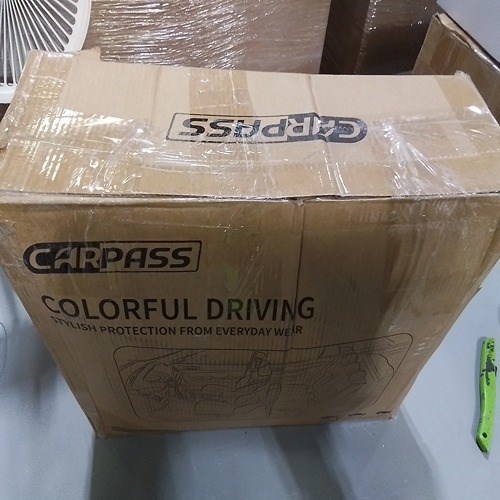 CARPASS
CARPASS
COLORFUL DRIVING
STYLISH PROTECTION FROM EVERYDAY WEAR